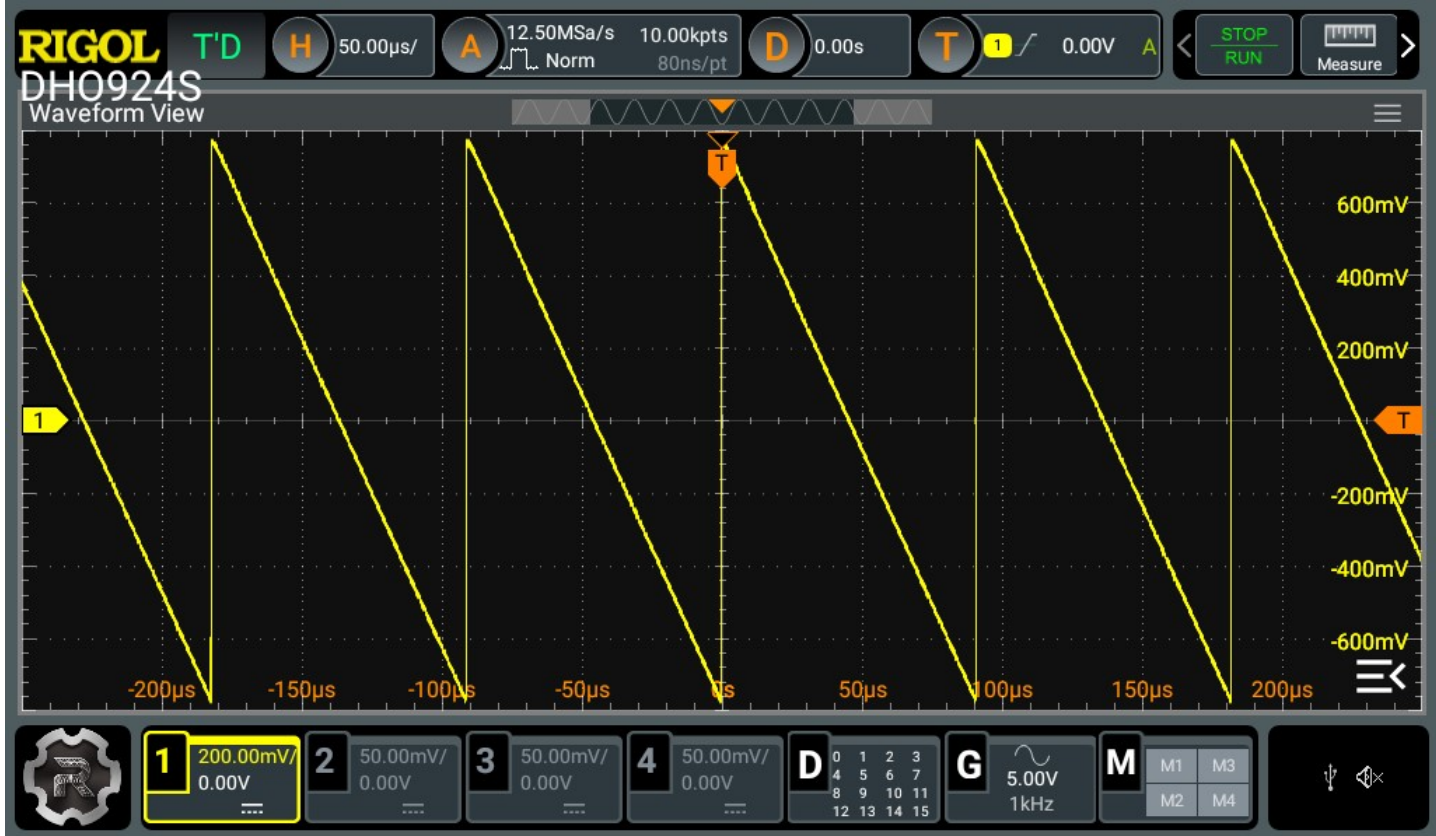 RIGOL T'D H 50.00µs/ A 12.50MSa/s 10.00kpts D 0.00s T 1 0.00V A STOP Measure
Norm 80ns/pt RUN
DHO924S
Waveform View
T
600mV
400mV
200mV
1 T
-200mV
-400mV
-600mV
-200µs -150µs -100µs -50µs 0s 50µs 100µs 150µs 200µs
R
1 200.00mV/ 2 50.00mV/ 3 50.00mV/ 4 50.00mV/ D 0 1 2 3 G M M1 M3
0.00V 0.00V 0.00V 0.00V 4 5 6 7 5.00V M2 M4
8 9 10 11 1kHz
12 13 14 15